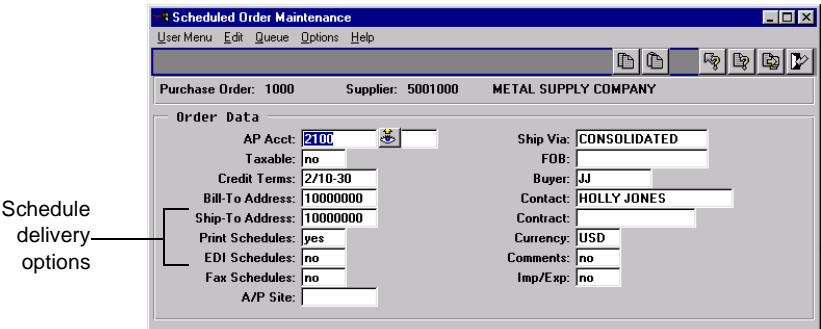 Scheduled Order Maintenance
User Menu Edit Queue Options Help
Purchase Order: 1000 Supplier: 5001000 METAL SUPPLY COMPANY
Order Data
AP Acct: 2100
Taxable: no
Credit Terms: 2/10-30
Bill-To Address: 10000000
Ship-To Address: 10000000
Print Schedules: yes
EDI Schedules: no
Fax Schedules: no
A/P Site:
Ship Via: CONSOLIDATED
FOB:
Buyer: JJ
Contact: HOLLY JONES
Contract:
Currency: USD
Comments: no
Imp/Exp: no
Schedule
delivery
options